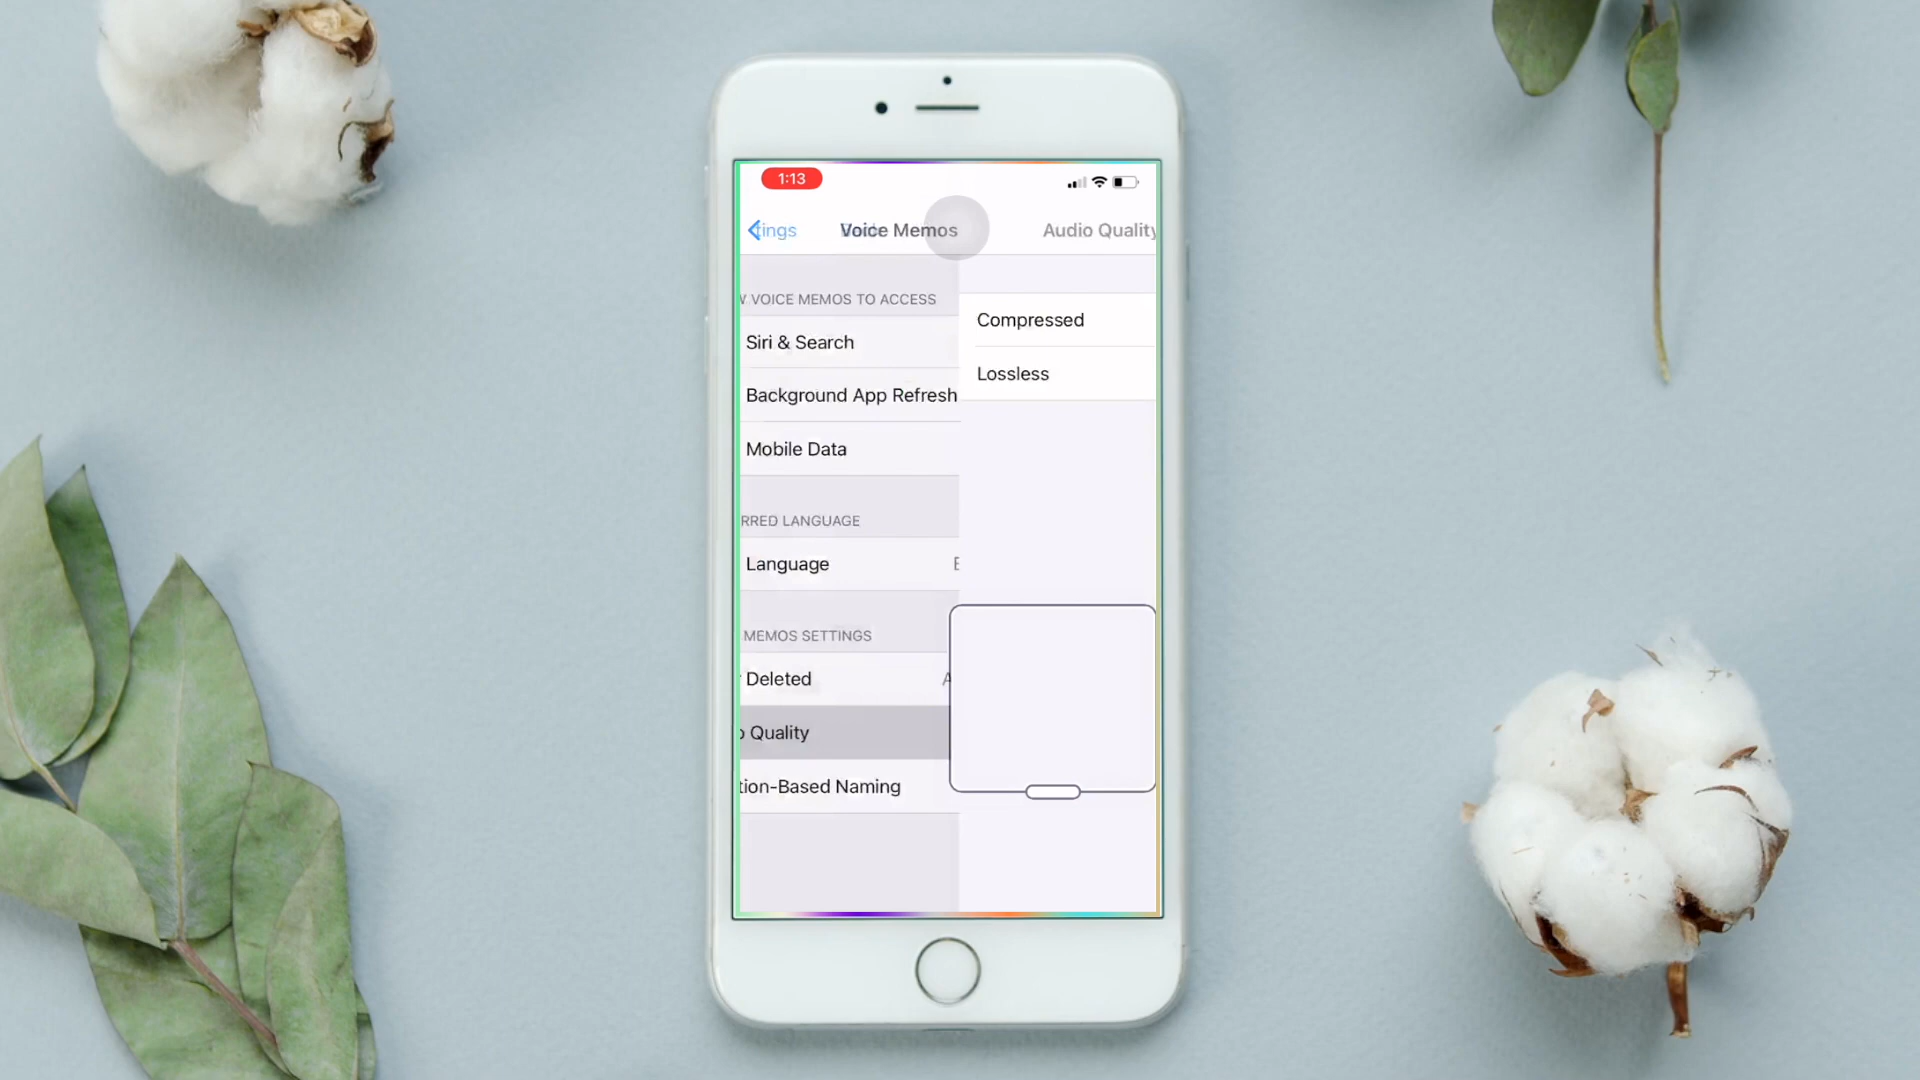 1:13
tings Voice Memos Audio Quality
VOICE MEMOS TO ACCESS
Siri & Search
Background App Refresh
Mobile Data
RRED LANGUAGE
Language E
MEMOS SETTINGS
Deleted A
Quality
tion-Based Naming
Compressed
Lossless